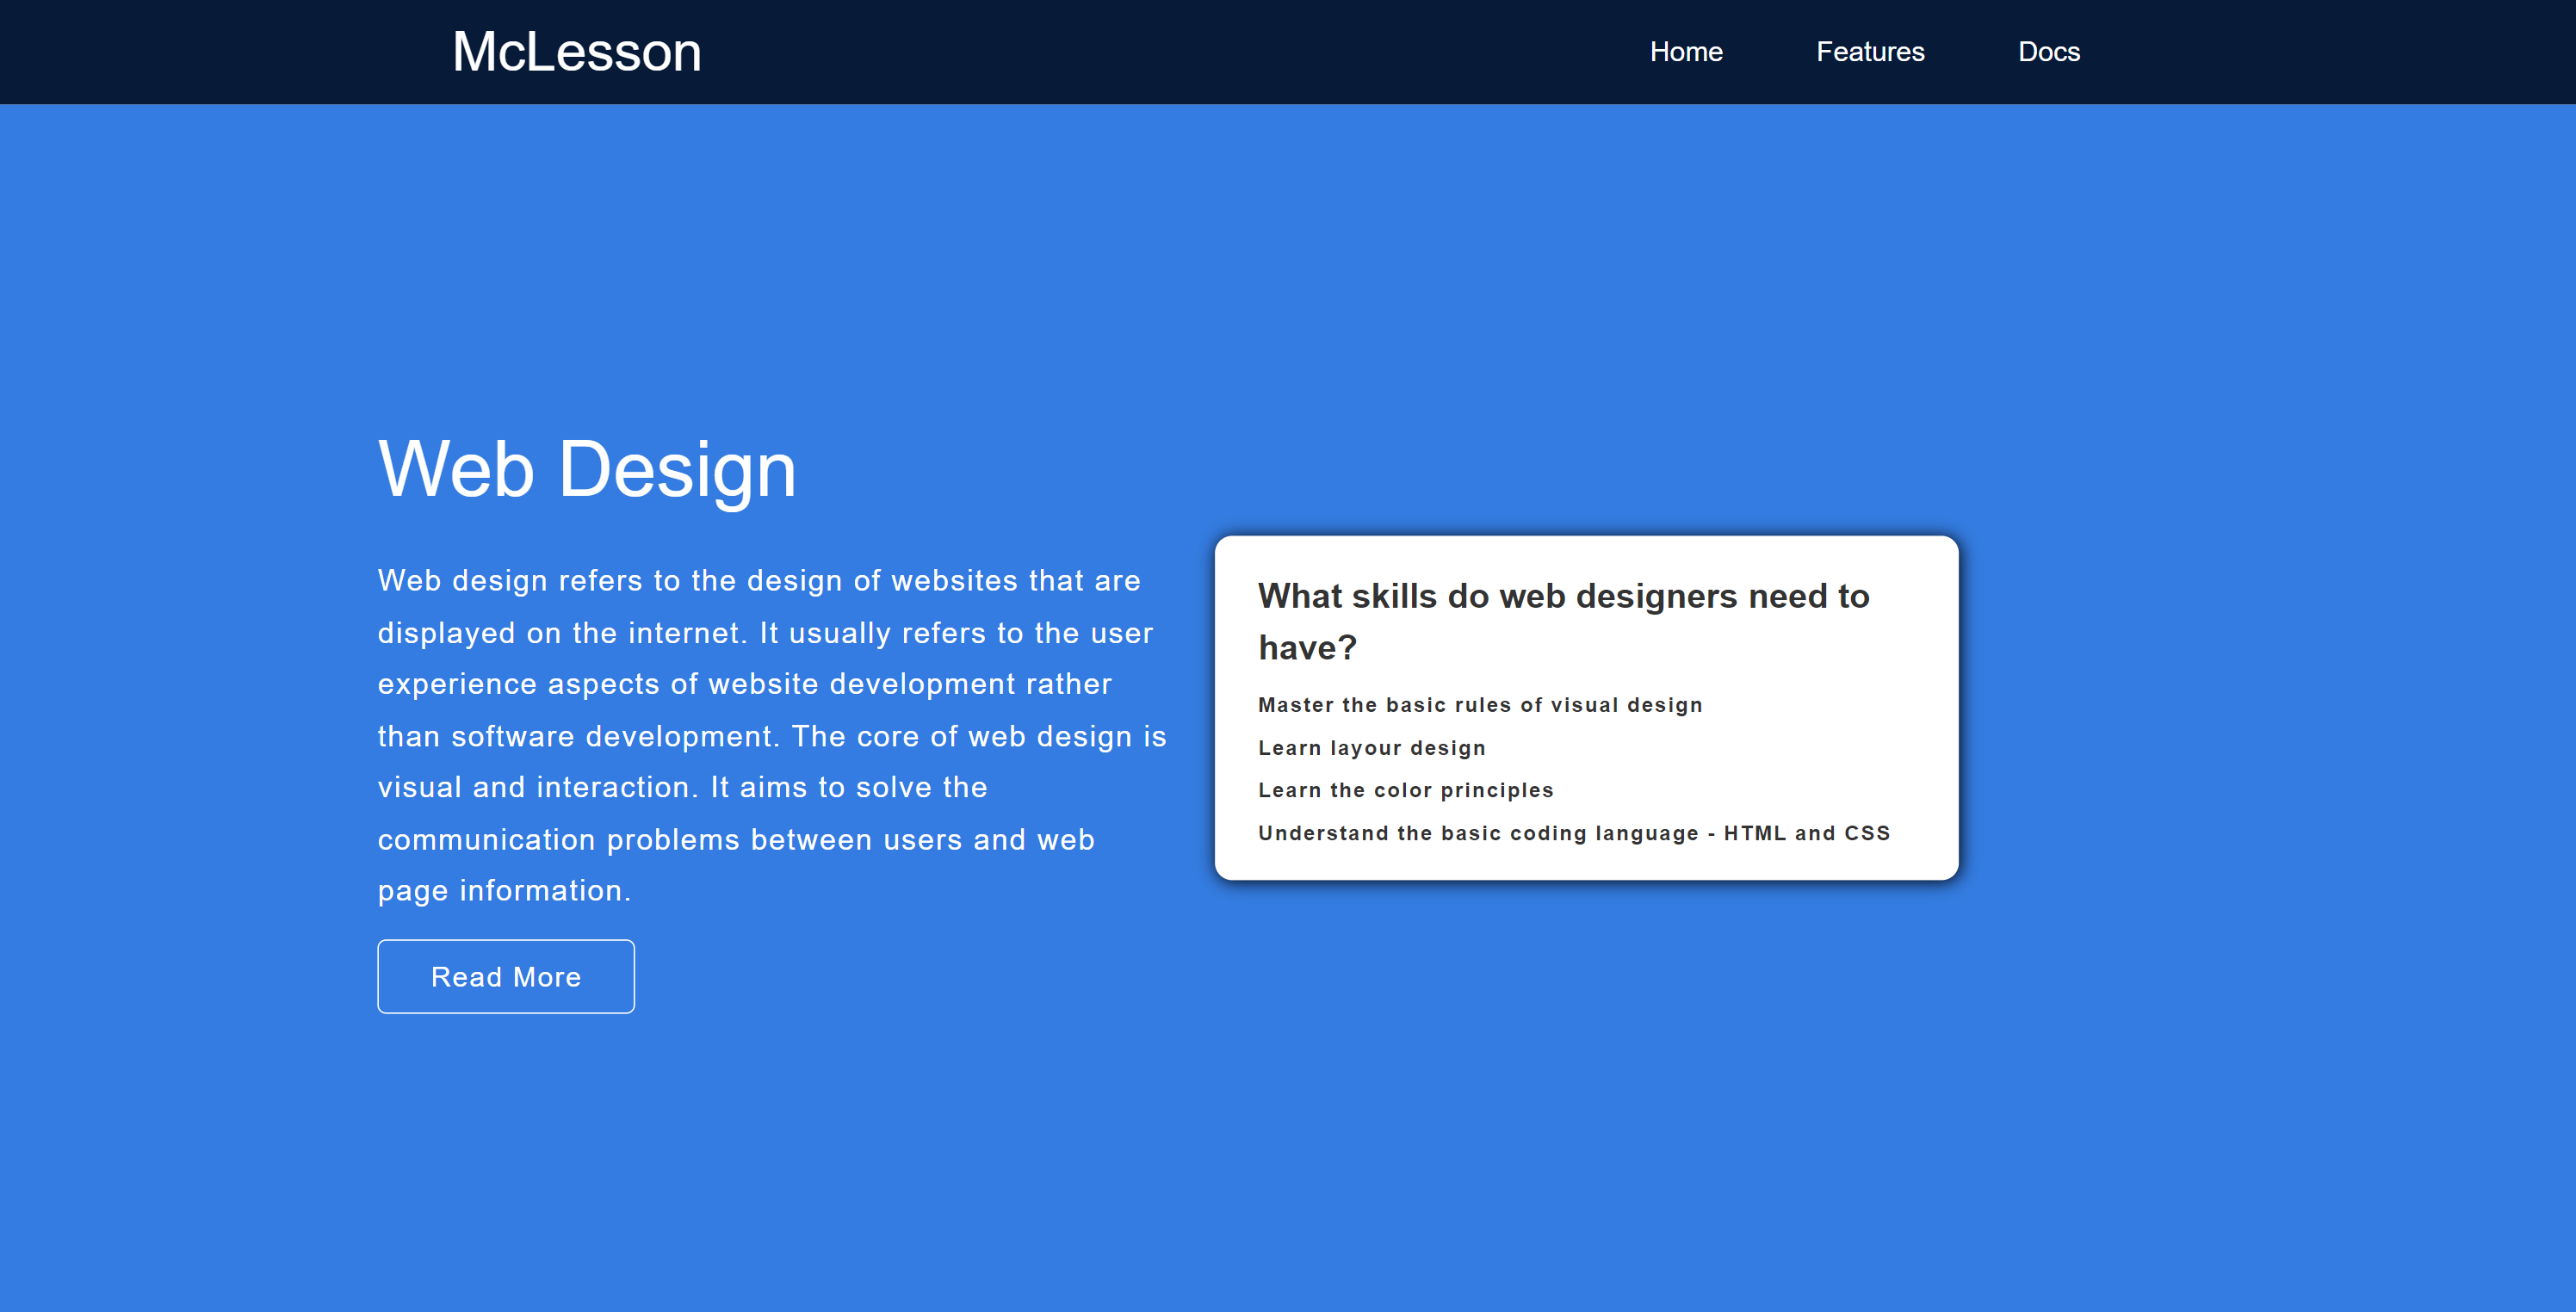 McLesson
Home
Features
Docs
Web Design
Web design refers to the design of websites that are
displayed on the internet. It usually refers to the user
experience aspects of website development rather
than software development. The core of web design is
visual and interaction. It aims to solve the
communication problems between users and web
page information.
Read More
What skills do web designers need to
have?
Master the basic rules of visual design
Learn layour design
Learn the color principles
Understand the basic coding language - HTML and CSS